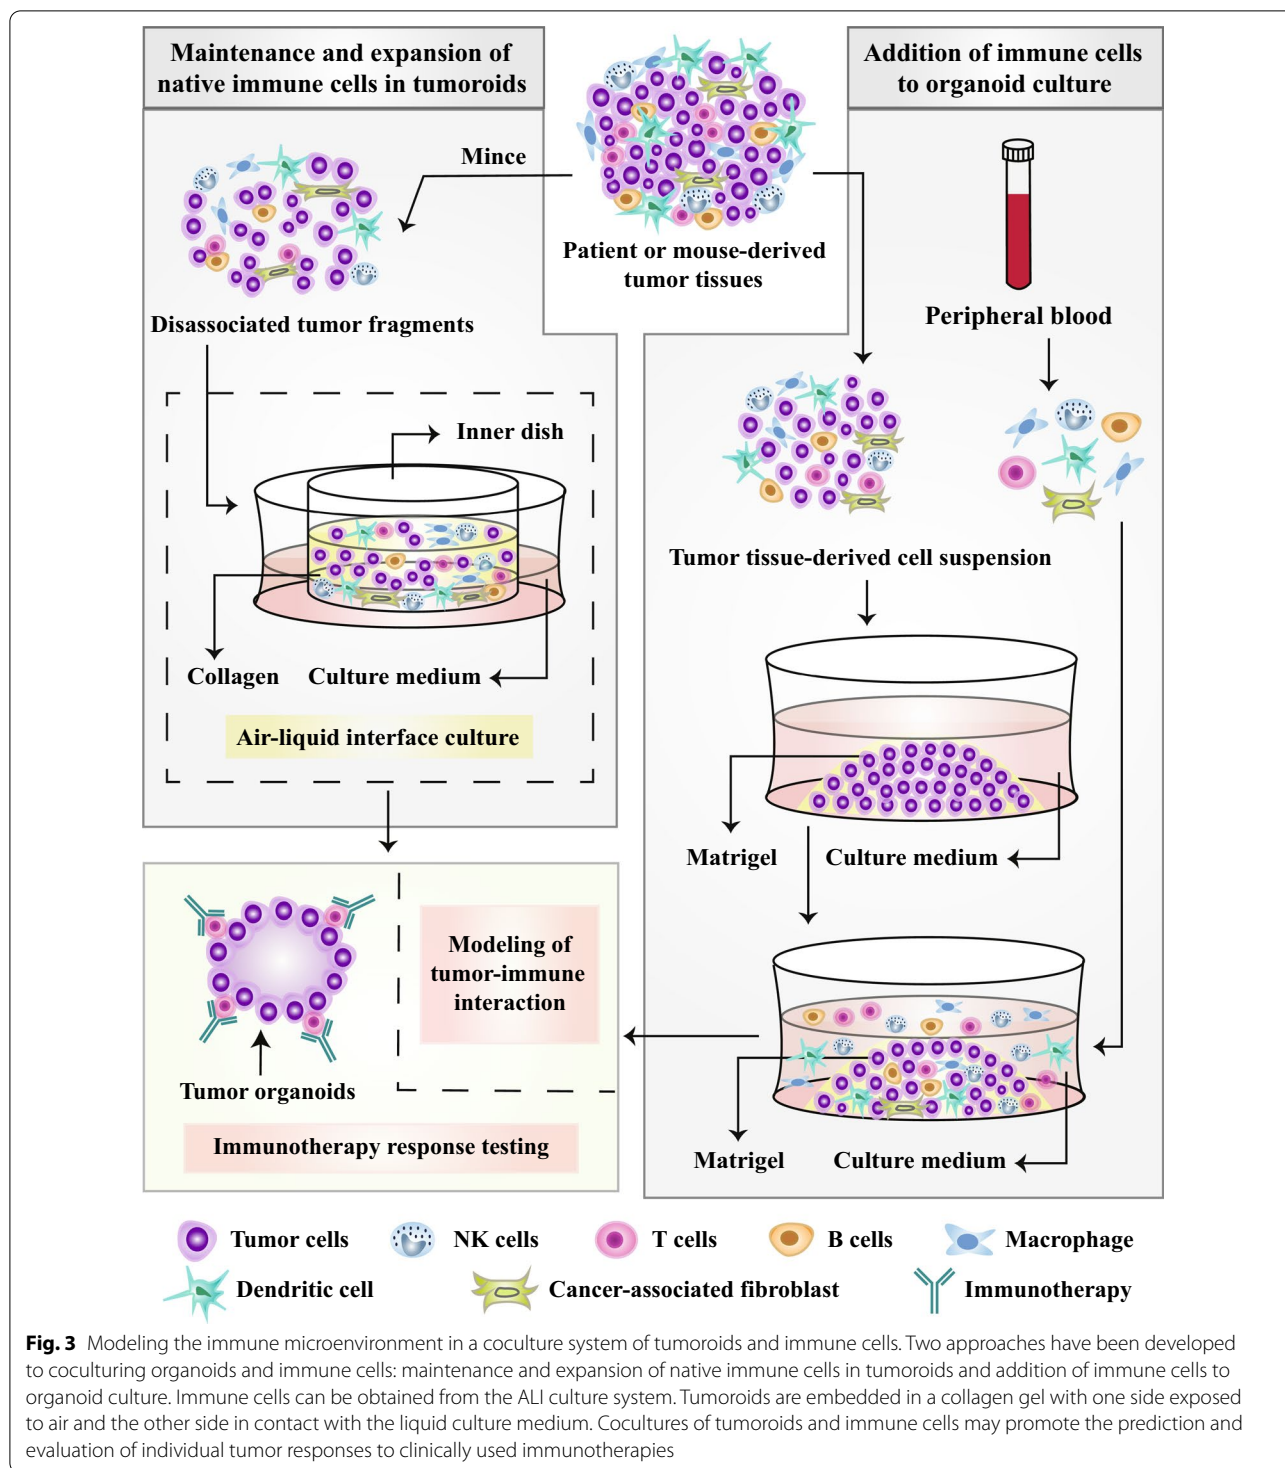 Maintenance and expansion of
native immune cells in tumoroids
Addition of immune cells
to organoid culture
Mince
Patient or mouse-derived
tumor tissues
Disassociated tumor fragments
Peripheral blood
Inner dish
Tumor tissue-derived cell suspension
Collagen
Culture medium
Air-liquid interface culture
Matrigel
Culture medium
Modeling of
tumor-immune
interaction
Tumor organoids
Immunotherapy response testing
Matrigel
Culture medium
Tumor cells
NK cells
T cells
B cells
Macrophage
Dendritic cell
Cancer-associated fibroblast
Immunotherapy
Fig. 3 Modeling the immune microenvironment in a coculture system of tumoroids and immune cells. Two approaches have been developed
to coculturing organoids and immune cells: maintenance and expansion of native immune cells in tumoroids and addition of immune cells to
organoid culture. Immune cells can be obtained from the ALI culture system. Tumoroids are embedded in a collagen gel with one side exposed
to air and the other side in contact with the liquid culture medium. Cocultures of tumoroids and immune cells may promote the prediction and
evaluation of individual tumor responses to clinically used immunotherapies